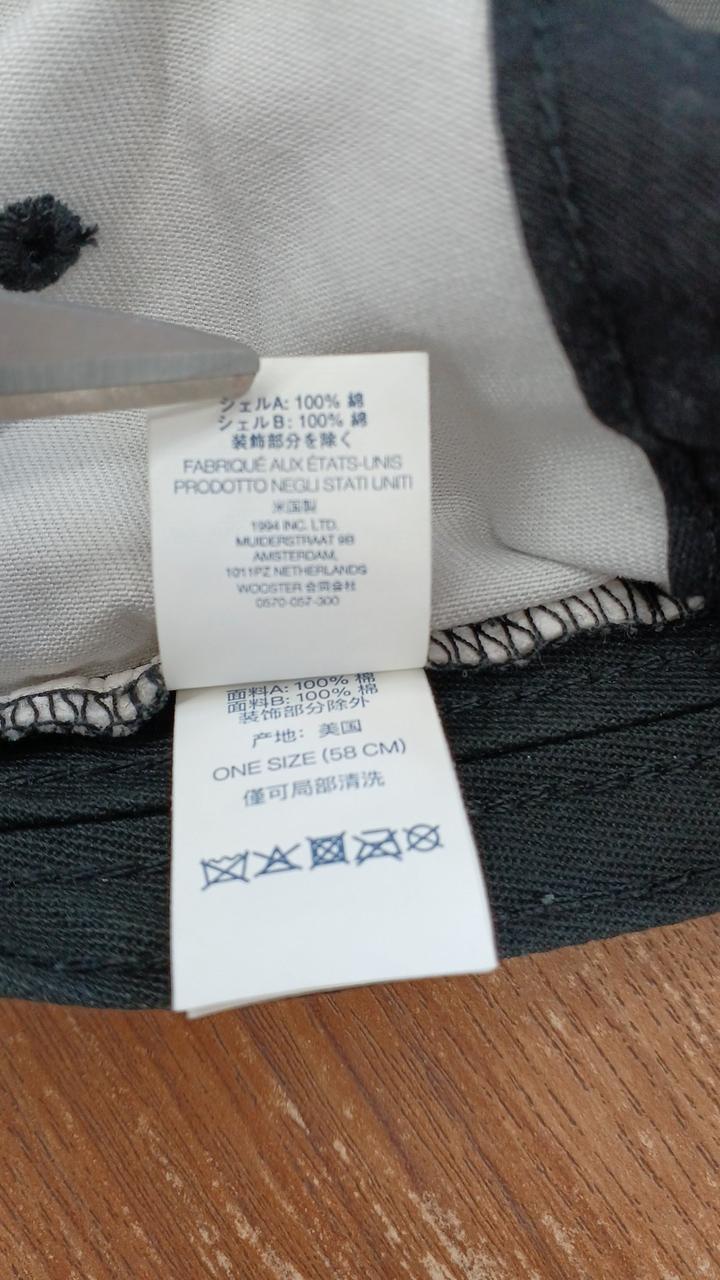 シェルA: 100% 綿
シェルB: 100% 綿
装飾部分を除く
FABRIQUÉ AUX ÉTATS-UNIS
PRODOTTO NEGLI STATI UNITI
米国製
1994 INC. LTD.
MUIDERSTRAAT 9B
AMSTERDAM,
1011PZ NETHERLANDS
WOOSTER 合同会社
0570-057-300
面料A: 100% 棉
面料B: 100% 棉
装饰部分除外
产地: 美国
ONE SIZE (58 CM)
僅可局部清洗